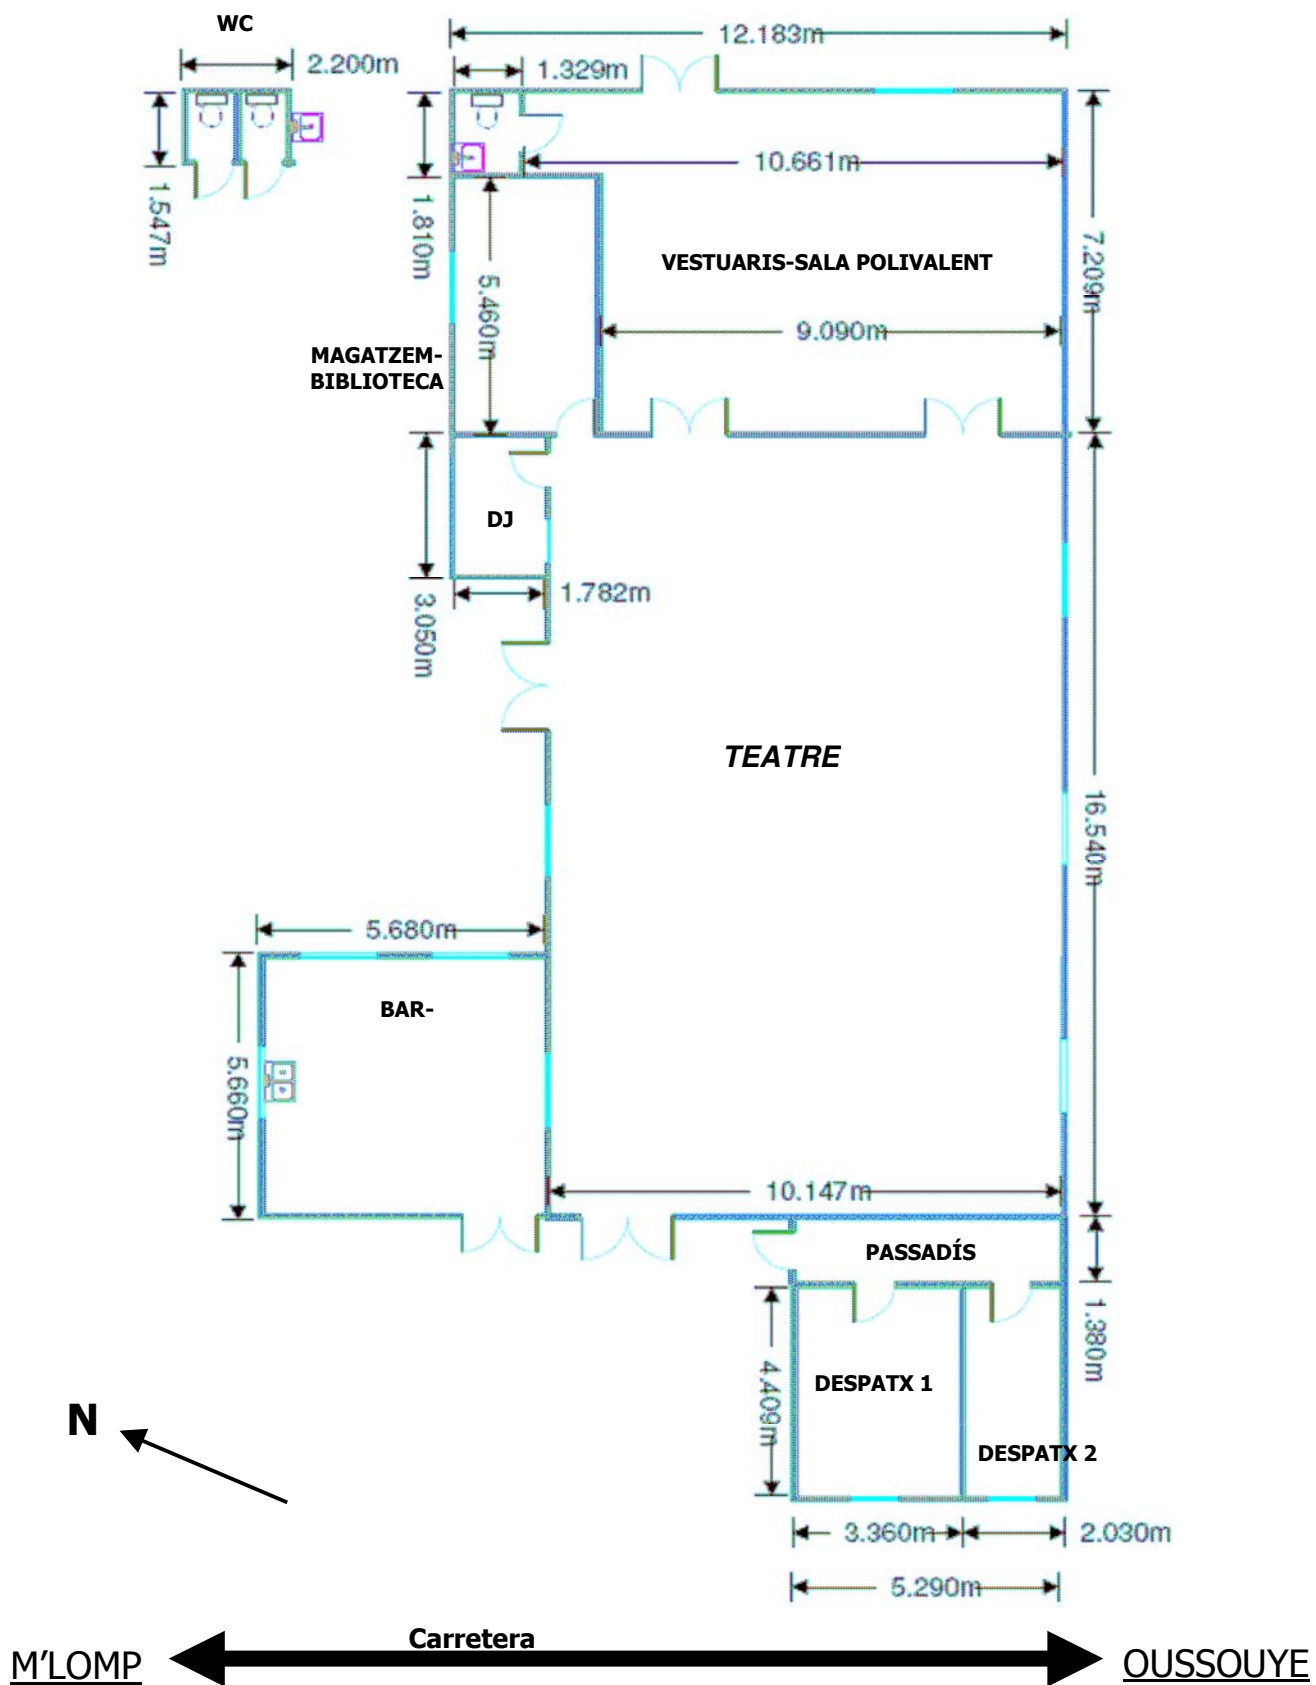 WC
12.183m
2.200m
1.329m
10.661m
1.547m
1.810m
7.209m
VESTUARIS-SALA POLIVALENT
5.460m
9.090m
MAGATZEM-
BIBLIOTECA
DJ
1.782m
3.050m
TEATRE
16.540m
5.680m
BAR-
5.660m
10.147m
PASSADÍS
1.380m
4.409m
DESPATX 1
N
DESPATX 2
3.360m
2.030m
5.290m
Carretera
M'LOMP
OUSSOUYE